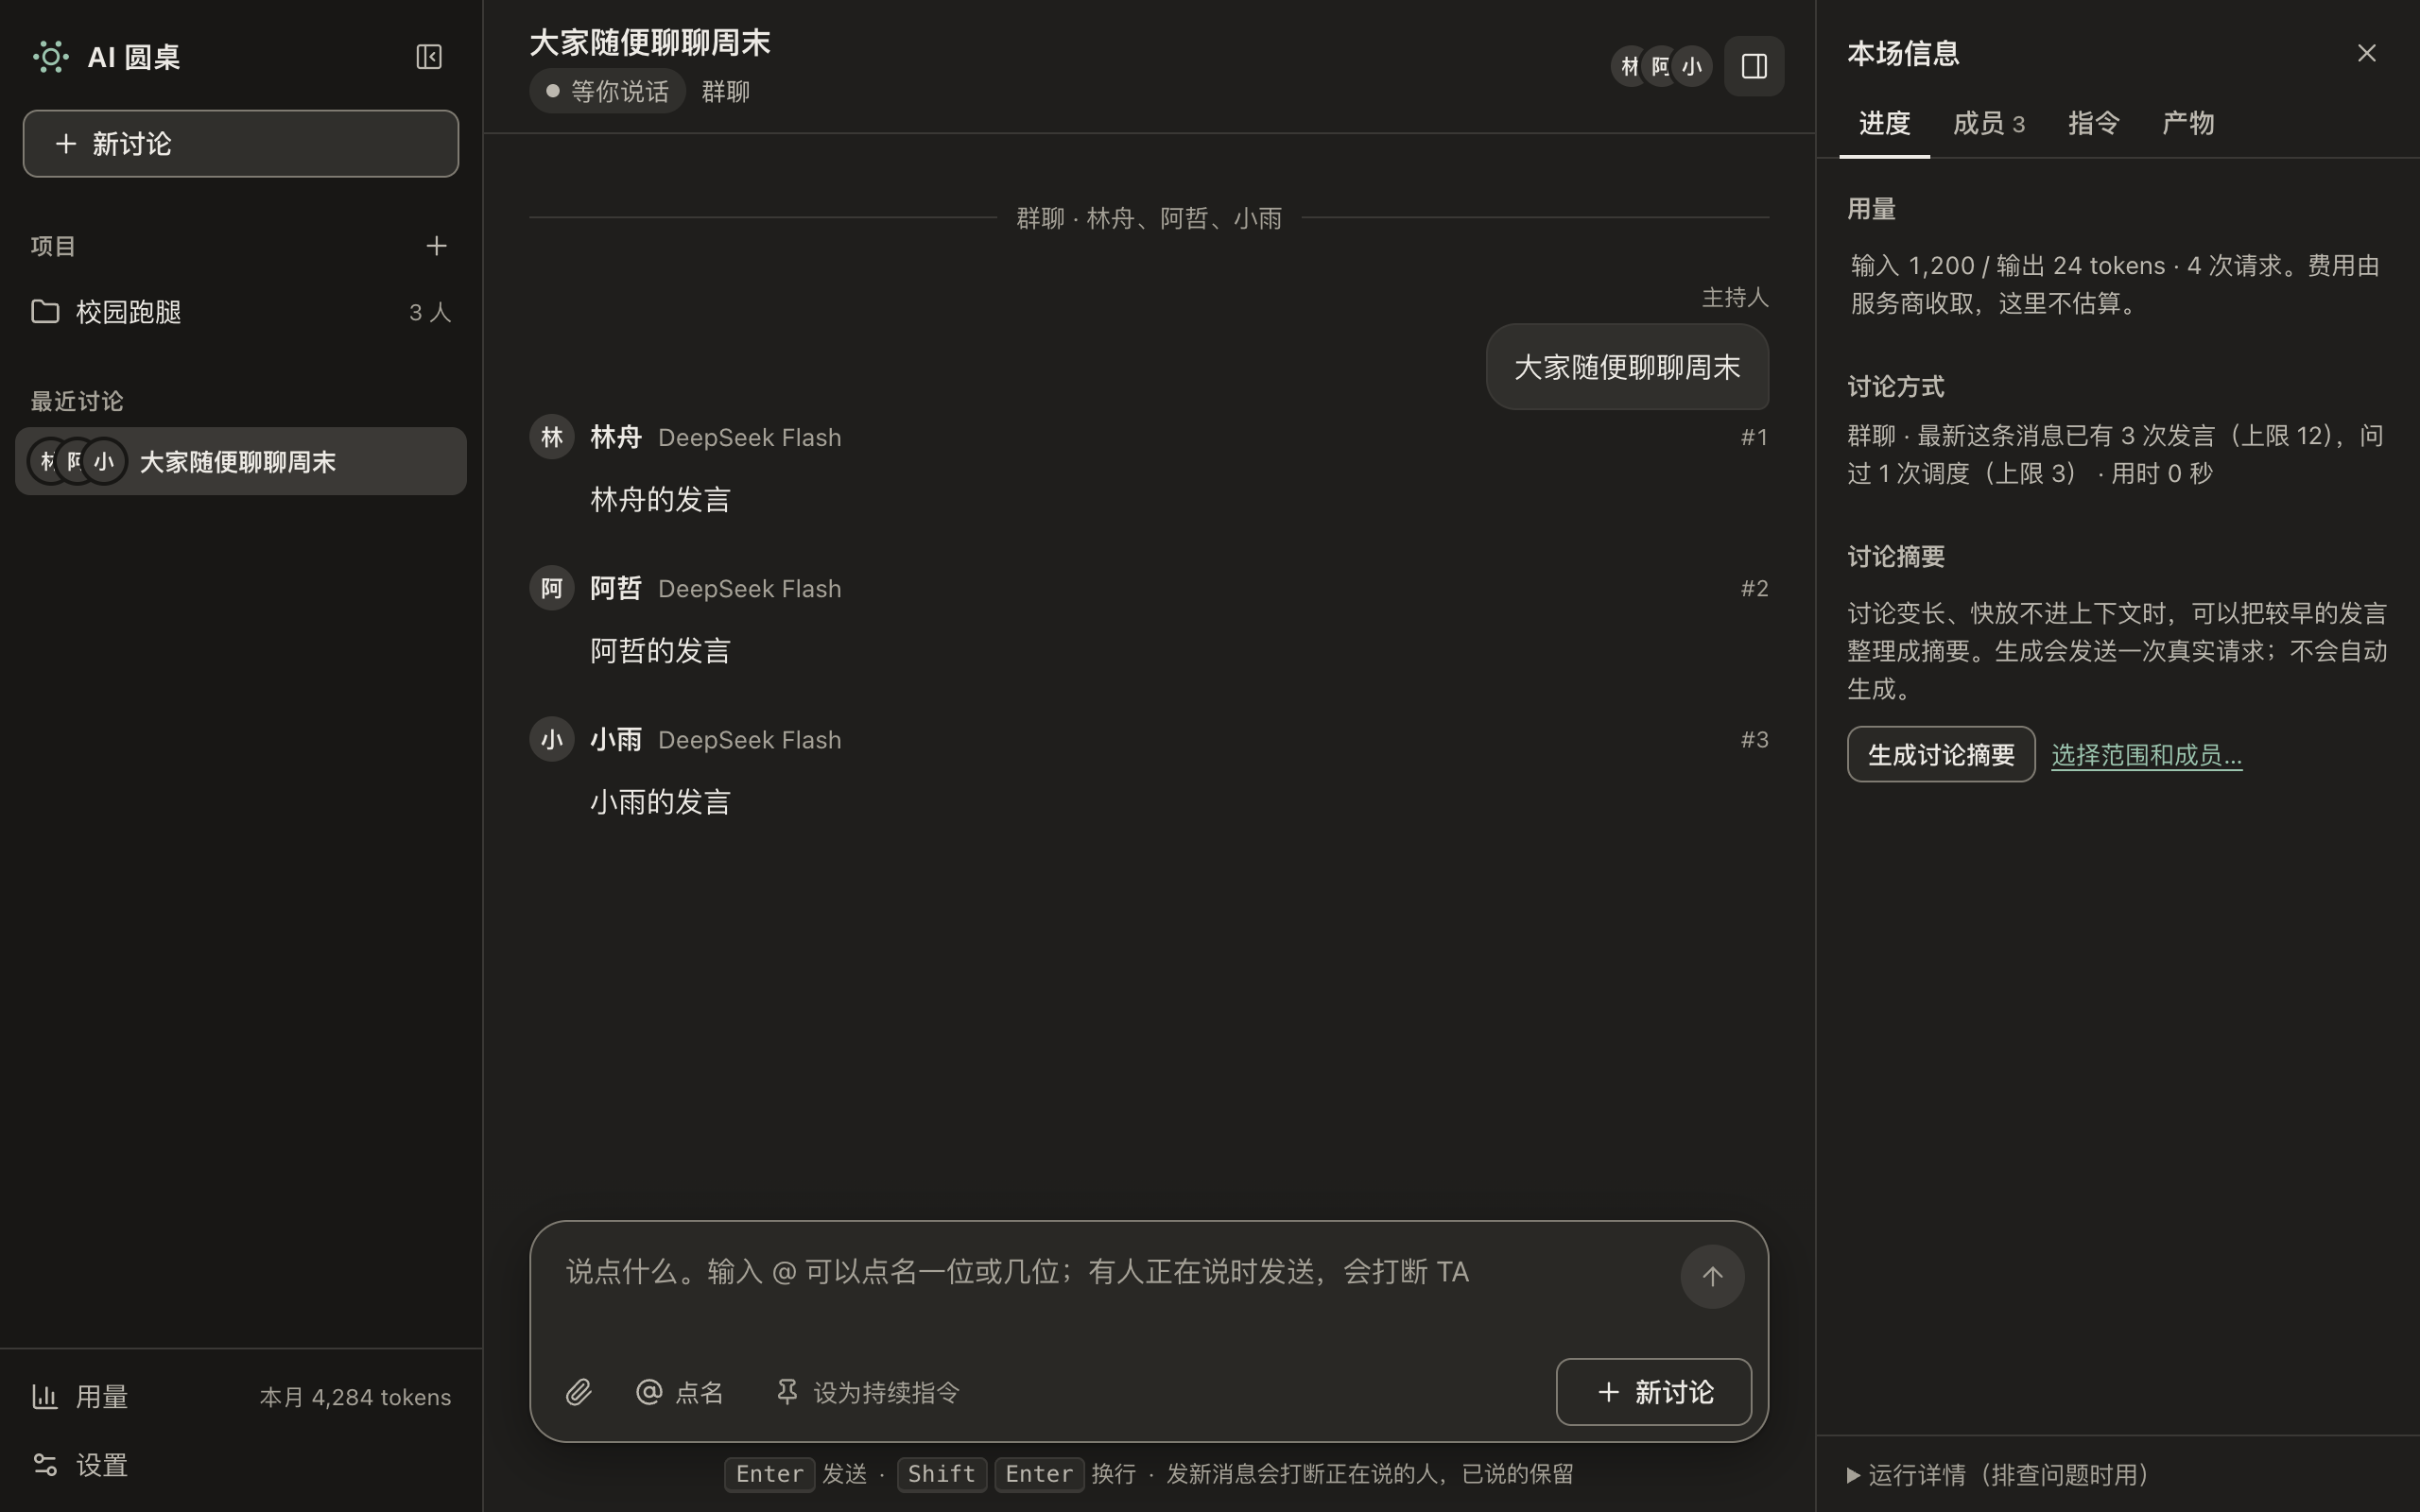 AI 圆桌
新讨论
项目
校园跑腿 3 人
最近讨论
林 阿 小 大家随便聊聊周末
用量 本月 4,284 tokens
设置
大家随便聊聊周末
等你说话 群聊
林 阿 小
群聊 · 林舟、阿哲、小雨
主持人
大家随便聊聊周末
林 林舟 DeepSeek Flash #1
林舟的发言
阿 阿哲 DeepSeek Flash #2
阿哲的发言
小 小雨 DeepSeek Flash #3
小雨的发言
说点什么。输入 @ 可以点名一位或几位；有人正在说时发送，会打断 TA
点名 设为持续指令 新讨论
Enter 发送 · Shift Enter 换行 · 发新消息会打断正在说的人，已说的保留
本场信息
进度 成员 3 指令 产物
用量
输入 1,200 / 输出 24 tokens · 4 次请求。费用由
服务商收取，这里不估算。
讨论方式
群聊 · 最新这条消息已有 3 次发言（上限 12），问
过 1 次调度（上限 3） · 用时 0 秒
讨论摘要
讨论变长、快放不进上下文时，可以把较早的发言
整理成摘要。生成会发送一次真实请求；不会自动
生成。
生成讨论摘要 选择范围和成员...
运行详情（排查问题时用）